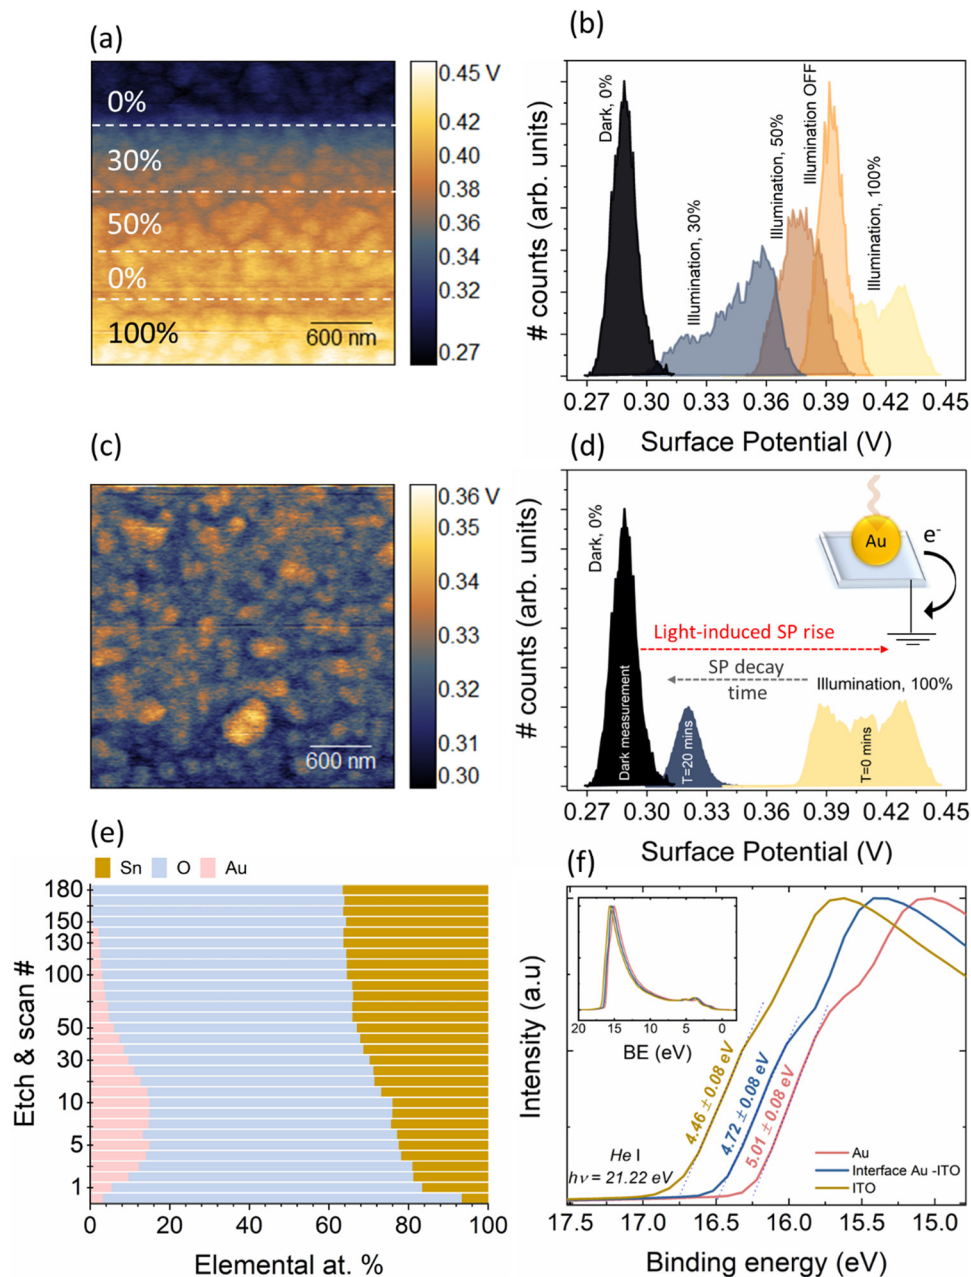 (a)
0%
30%
50%
0%
100%
600 nm
0.45 V
0.42
0.40
0.38
0.35
0.32
0.30
0.27
(b)
# counts (arb. units)
Dark, 0%
Illumination, 30%
Illumination, 50%
Illumination OFF
Illumination, 100%
0.27 0.30 0.33 0.36 0.39 0.42 0.45
Surface Potential (V)
(c)
600 nm
0.36 V
0.35
0.34
0.33
0.32
0.31
0.30
(d)
# counts (arb. units)
Dark, 0%
Au
e-
Light-induced SP rise
SP decay
time
Illumination, 100%
Dark measurement
T=20 mins
T=0 mins
0.27 0.30 0.33 0.36 0.39 0.42 0.45
Surface Potential (V)
(e)
Sn O Au
Etch & scan #
180
150
130
100
50
30
10
5
1
0 20 40 60 80 100
Elemental at. %
(f)
Intensity (a.u)
20 15 10 5 0
BE (eV)
4.46 ± 0.08 eV
4.72 ± 0.08 eV
5.01 ± 0.08 eV
He I
hν = 21.22 eV
Au
Interface Au -ITO
ITO
17.5 17.0 16.5 16.0 15.5 15.0
Binding energy (eV)